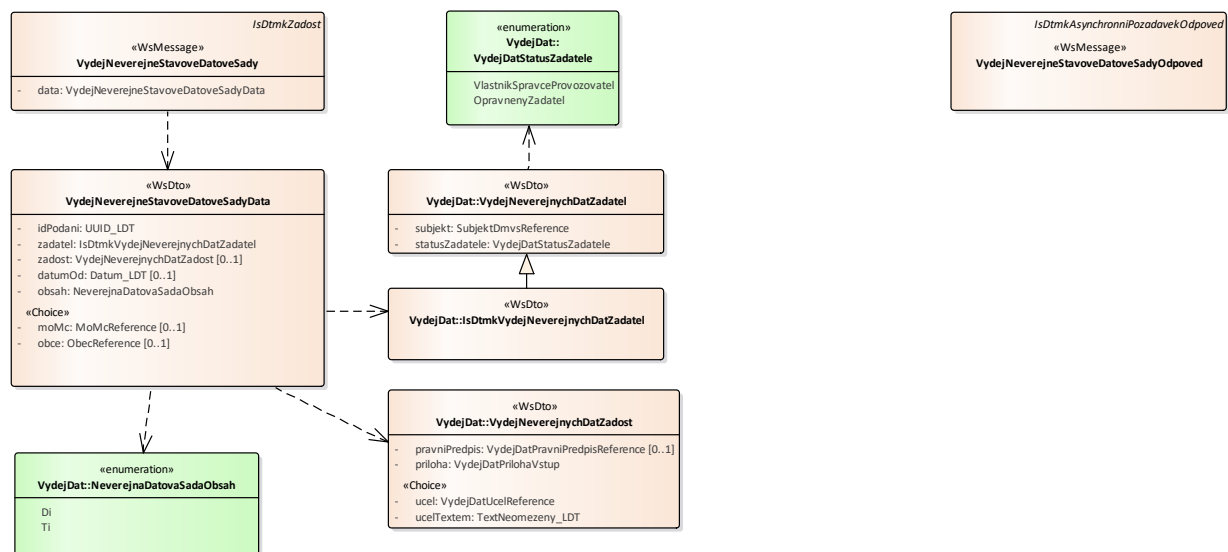 IsDtmkZadost
«WsMessage»
VydejNeverejneStavoveDatoveSady
- data: VydejNeverejneStavoveDatoveSadyData
«enumeration»
VydejDat::
VydejDatStatusZadatele
VlastnikSpravceProvozovatel
OpravnenyZadatel
IsDtmkAsynchronniPozadavekOdpoved
«WsMessage»
VydejNeverejneStavoveDatoveSadyOdpoved
«WsDto»
VydejNeverejneStavoveDatoveSadyData
- idPodani: UUID_LDT
- zadatel: IsDtmkVydejNeverejnychDatZadatel
- zadost: VydejNeverejnychDatZadost [0..1]
- datumOd: Datum_LDT [0..1]
- obsah: NeverejnaDatovaSadaObsah
«Choice»
- moMc: MoMcReference [0..1]
- obce: ObecReference [0..1]
«WsDto»
VydejDat::VydejNeverejnychDatZadatel
- subjekt: SubjektDmvsReference
- statusZadatele: VydejDatStatusZadatele
«WsDto»
VydejDat::IsDtmkVydejNeverejnychDatZadatel
«WsDto»
VydejDat::VydejNeverejnychDatZadost
- pravniPredpis: VydejDatPravniPredpisReference [0..1]
- priloha: VydejDatPrilohaVstup
«Choice»
- ucel: VydejDatUcelReference
- ucelTextem: TextNeomezeny_LDT
«enumeration»
VydejDat::NeverejnaDatovaSadaObsah
Di
Ti